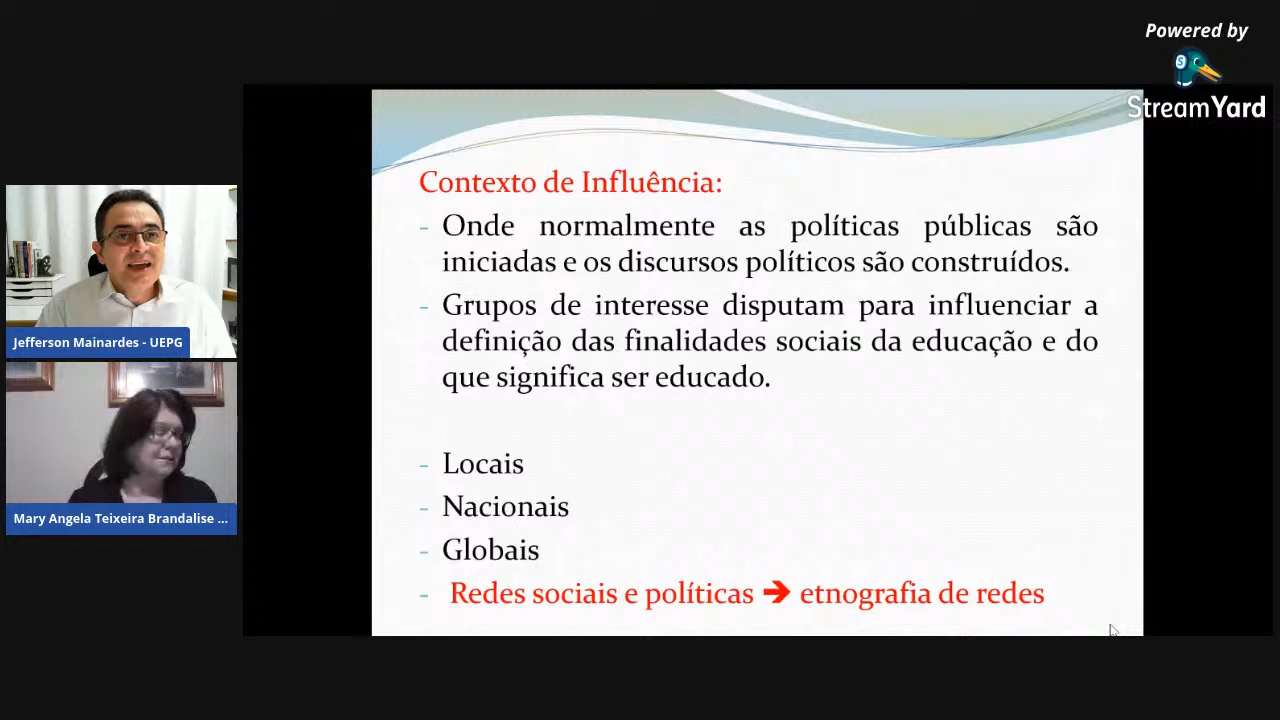 Powered by
StreamYard
Contexto de Influência:
- Onde normalmente as políticas públicas são
iniciadas e os discursos políticos são construídos.
- Grupos de interesse disputam para influenciar a
definição das finalidades sociais da educação e do
que significa ser educado.
- Locais
- Nacionais
- Globais
- Redes sociais e políticas ➔ etnografia de redes
Jefferson Mainardes - UEPG
Mary Angela Teixeira Brandalise ...